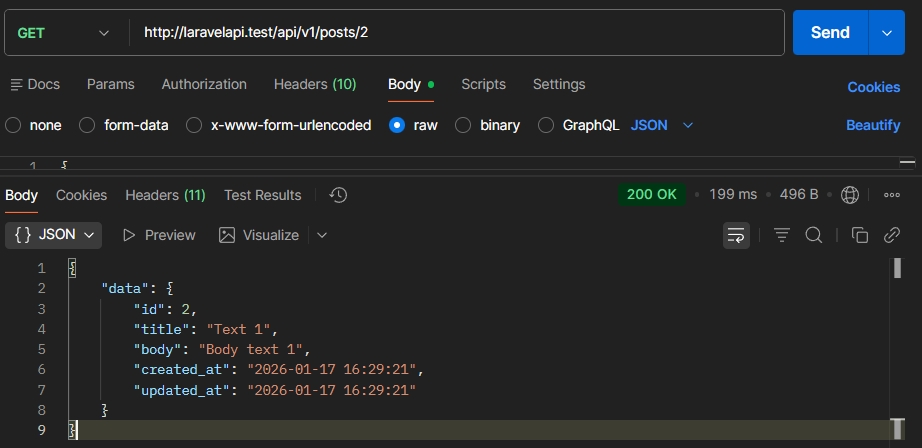 GET http://laravelapi.test/api/v1/posts/2 Send
Docs Params Authorization Headers (10) Body Scripts Settings Cookies
none form-data x-www-form-urlencoded raw binary GraphQL JSON Beautify
1 {
Body Cookies Headers (11) Test Results 200 OK • 199 ms • 496 B •
{} JSON Preview Visualize
1 {
2 "data": {
3 "id": 2,
4 "title": "Text 1",
5 "body": "Body text 1",
6 "created_at": "2026-01-17 16:29:21",
7 "updated_at": "2026-01-17 16:29:21"
8 }
9 }